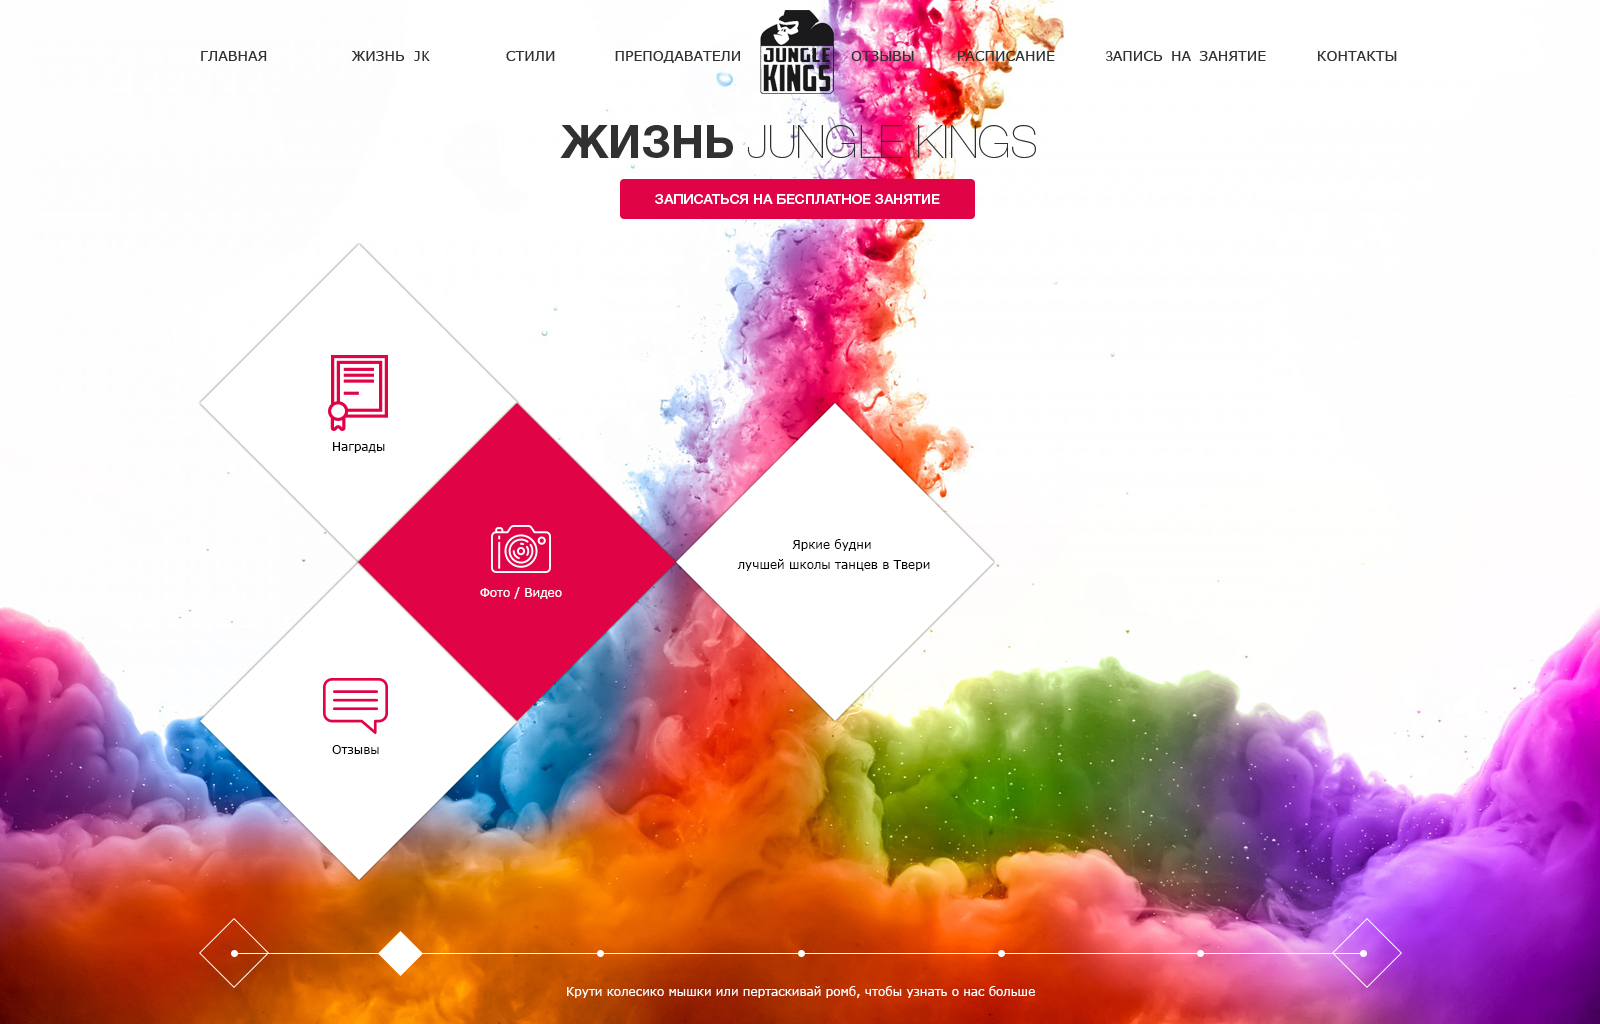 ГЛАВНАЯ
ЖИЗНЬ JK
СТИЛИ
ПРЕПОДАВАТЕЛИ
JUNGLE
KINGS
ОТЗЫВЫ
РАСПИСАНИЕ
ЗАПИСЬ НА ЗАНЯТИЕ
КОНТАКТЫ
ЖИЗНЬ JUNGLE KINGS
ЗАПИСАТЬСЯ НА БЕСПЛАТНОЕ ЗАНЯТИЕ
Награды
Фото / Видео
Яркие будни
лучшей школы танцев в Твери
Отзывы
Крути колесико мышки или пертаскивай ромб, чтобы узнать о нас больше